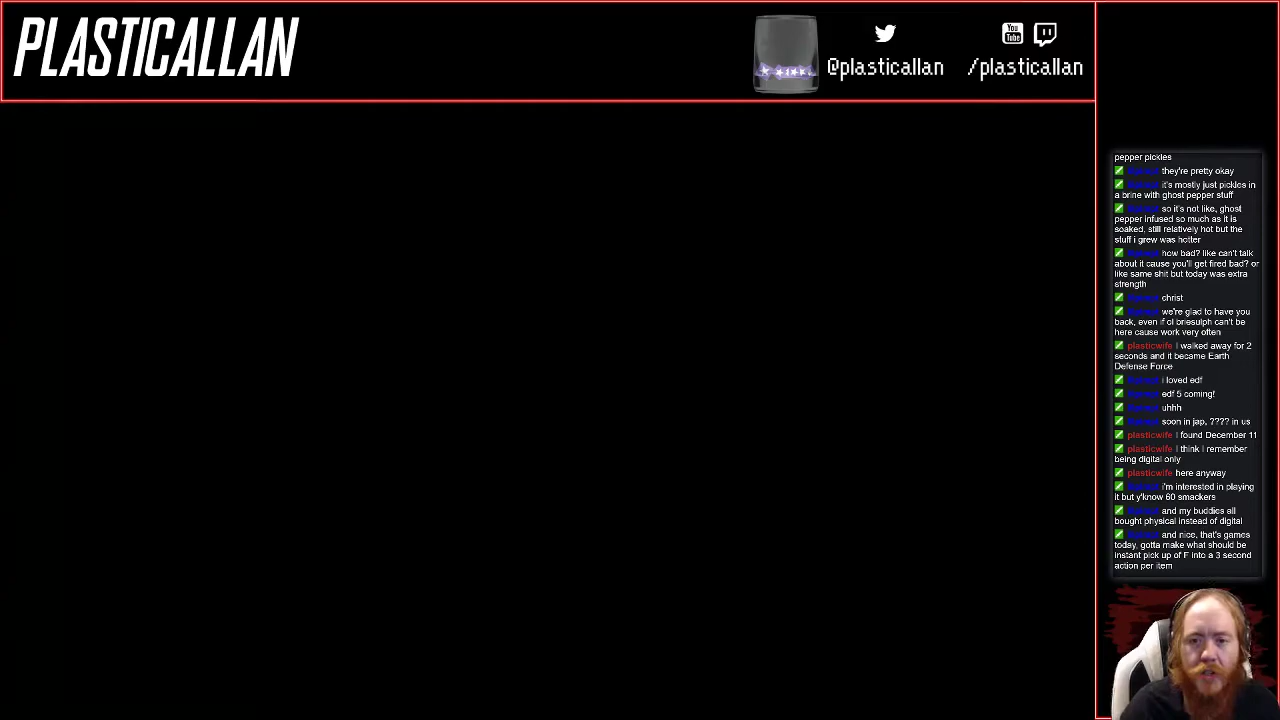 PLASTICALLAN
@plasticallan
You Tube
/plasticallan
pepper pickles
they're pretty okay
it's mostly just pickles in
a brine with ghost pepper stuff
so it's not like, ghost
pepper infused so much as it is
soaked, still relatively hot but the
stuff i grew was hotter
how bad? like can't talk
about it cause you'll get fired bad? or
like same shit but today was extra
strength
christ
we're glad to have you
back, even if ol briesulph can't be
here cause work very often
plasticwife I walked away for 2
seconds and it became Earth
Defense Force
i loved edf
edf 5 coming!
uhhh
soon in jap, ???? in us
plasticwife I found December 11
plasticwife I think I remember
being digital only
plasticwife here anyway
i'm interested in playing
it but y'know 60 smackers
and my buddies all
bought physical instead of digital
and nice, that's games
today, gotta make what should be
instant pick up of F into a 3 second
action per item